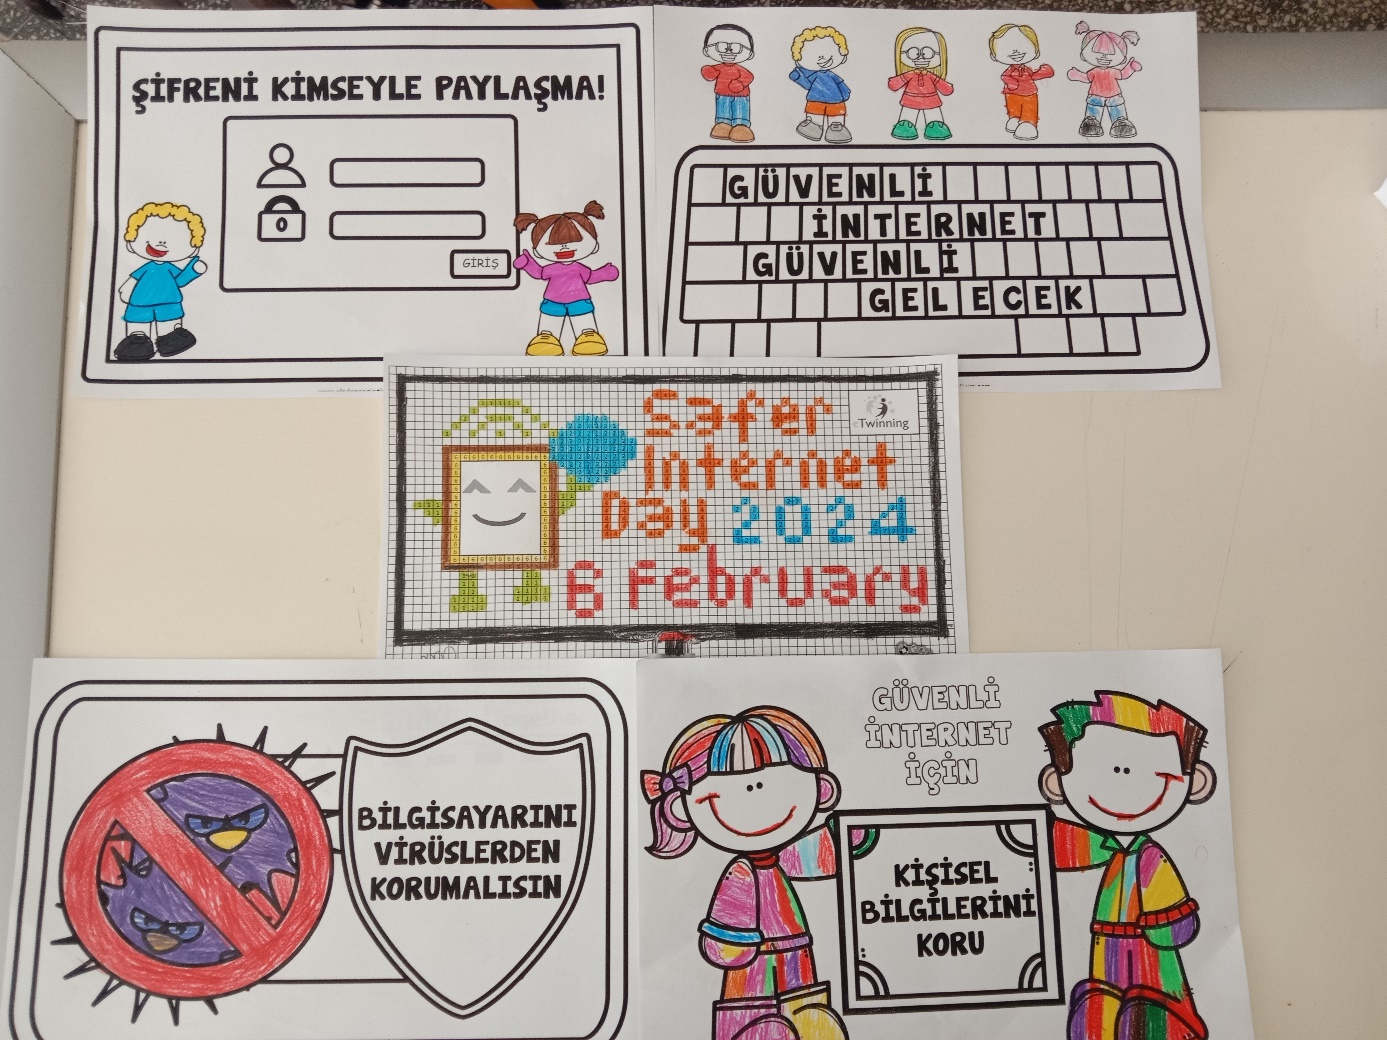 ŞİFRENİ KİMSEYLE PAYLAŞMA!
GİRİŞ
GÜVENLİ
İNTERNET
GÜVENLİ
GELECEK
eTwinning
Safer
Internet
Day 2024
6 February
BİLGİSAYARINI
VİRÜSLERDEN
KORUMALISIN
GÜVENLİ
İNTERNET
İÇİN
KİŞİSEL
BİLGİLERİNİ
KORU